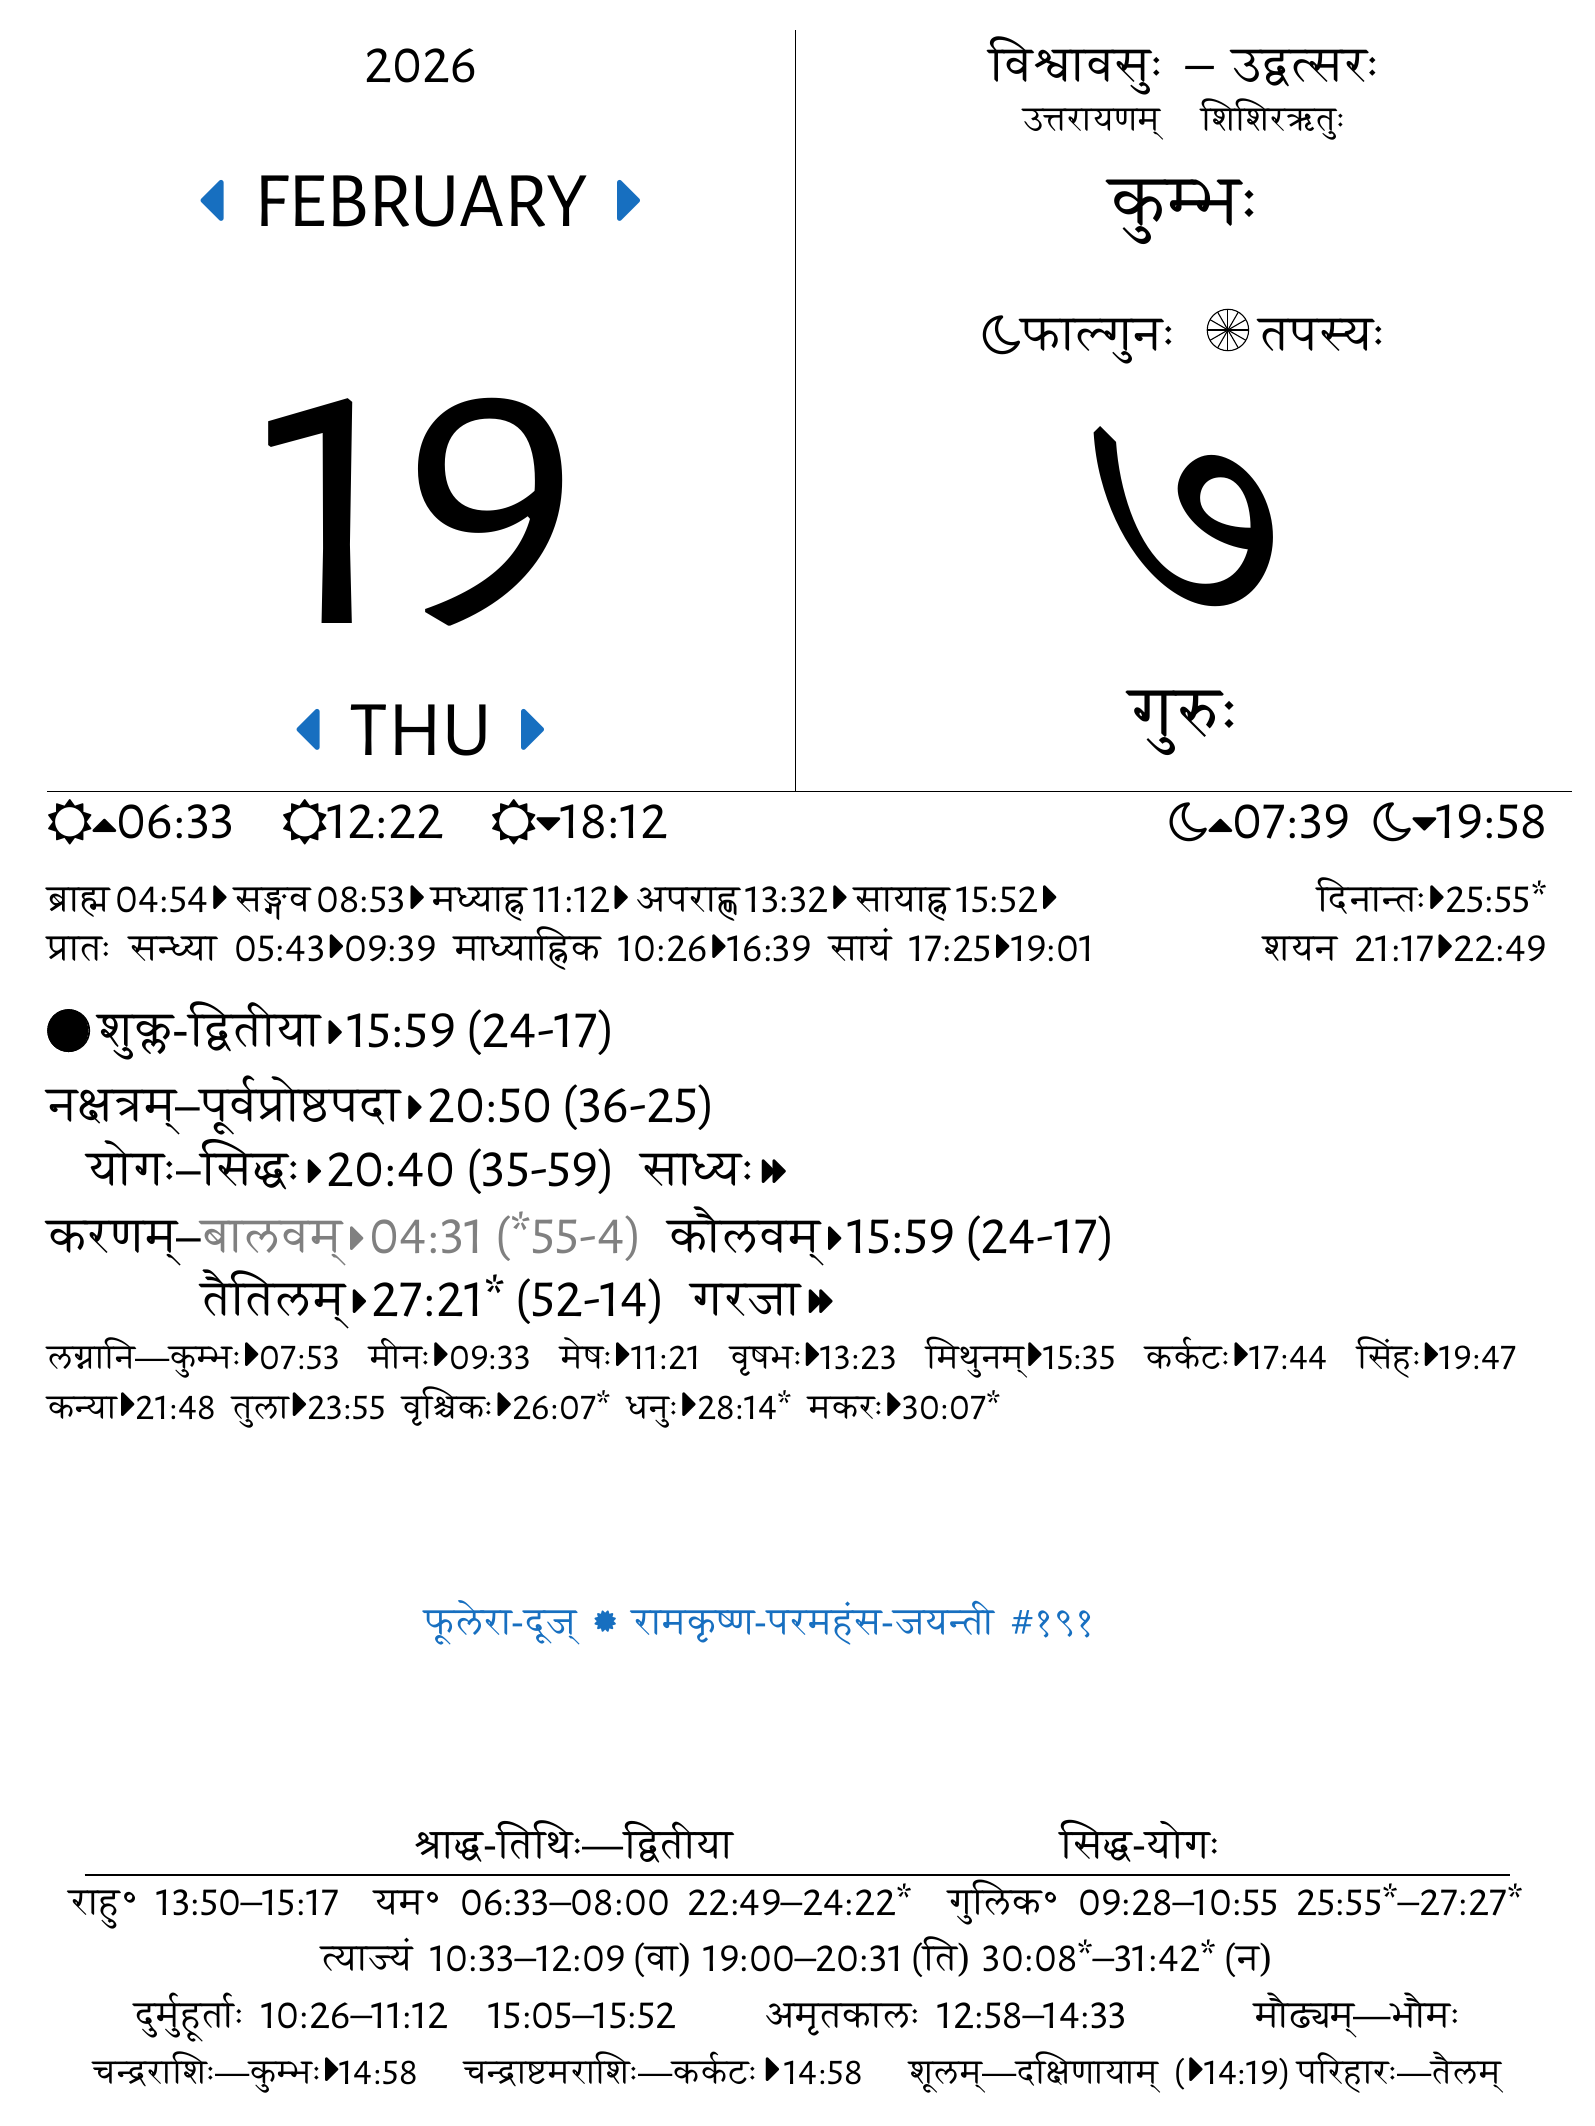 2026
FEBRUARY
19
THU
विश्वावसुः – उद्वत्सरः
उत्तरायणम् शिशिरऋतुः
कुम्भः
फाल्गुनः तपस्यः
७
गुरुः
06:33 12:22 18:12 07:39 19:58
ब्राह्म 04:54 सङ्गव 08:53 मध्याह्न 11:12 अपराह्ण 13:32 सायाह्न 15:52 दिनान्तः 25:55*
प्रातः सन्ध्या 05:43 09:39 माध्याह्निक 10:26 16:39 सायं 17:25 19:01 शयन 21:17 22:49
शुक्ल-द्वितीया 15:59 (24-17)
नक्षत्रम्–पूर्वप्रोष्ठपदा 20:50 (36-25)
योगः–सिद्धः 20:40 (35-59) साध्यः
करणम्–बालवम् 04:31 (*55-4) कौलवम् 15:59 (24-17)
तैतिलम् 27:21* (52-14) गरजा
लग्नानि—कुम्भः 07:53 मीनः 09:33 मेषः 11:21 वृषभः 13:23 मिथुनम् 15:35 कर्कटः 17:44 सिंहः 19:47
कन्या 21:48 तुला 23:55 वृश्चिकः 26:07* धनुः 28:14* मकरः 30:07*
फूलेरा-दूज् रामकृष्ण-परमहंस-जयन्ती #१९१
श्राद्ध-तिथिः—द्वितीया सिद्ध-योगः
राहु॰ 13:50–15:17 यम॰ 06:33–08:00 22:49–24:22* गुलिक॰ 09:28–10:55 25:55*–27:27*
त्याज्यं 10:33–12:09 (वा) 19:00–20:31 (ति) 30:08*–31:42* (न)
दुर्मुहूर्ताः 10:26–11:12 15:05–15:52 अमृतकालः 12:58–14:33 मौढ्यम्—भौमः
चन्द्रराशिः—कुम्भः 14:58 चन्द्राष्टमराशिः—कर्कटः 14:58 शूलम्—दक्षिणायाम् (14:19) परिहारः—तैलम्